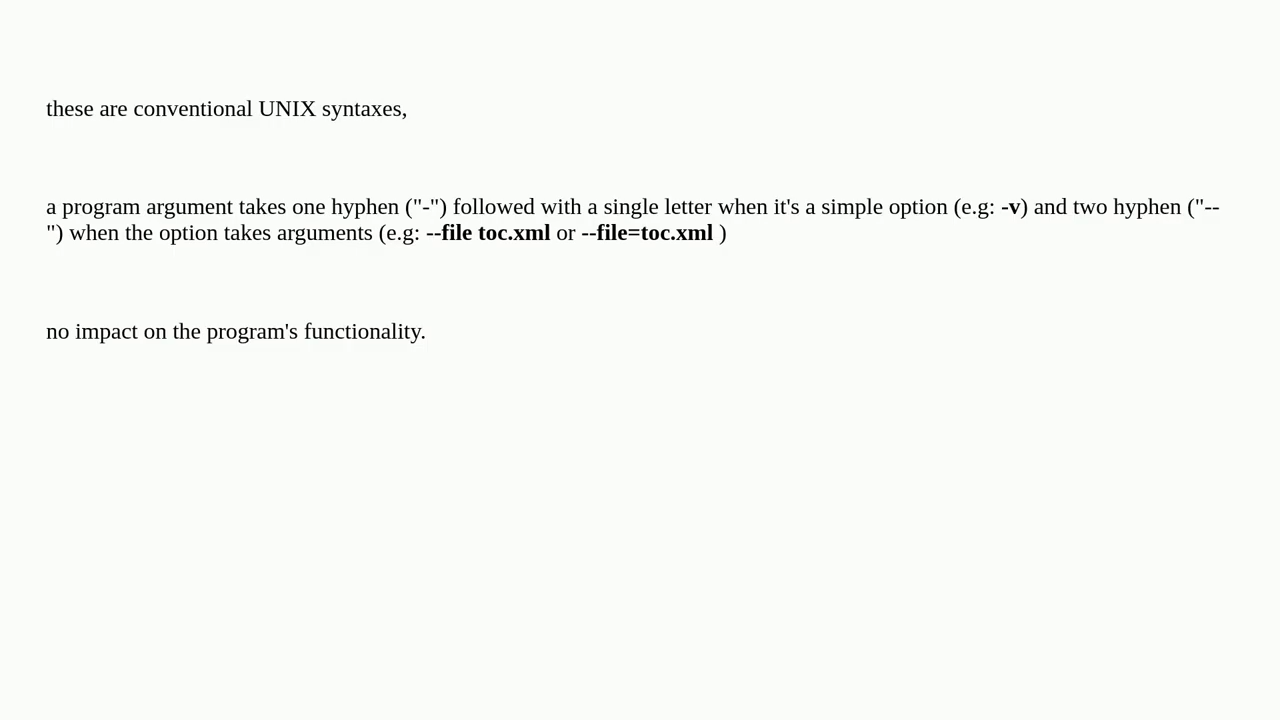 these are conventional UNIX syntaxes,
a program argument takes one hyphen ("-") followed with a single letter when it's a simple option (e.g: -v) and two hyphen ("--
") when the option takes arguments (e.g: --file toc.xml or --file=toc.xml )
no impact on the program's functionality.